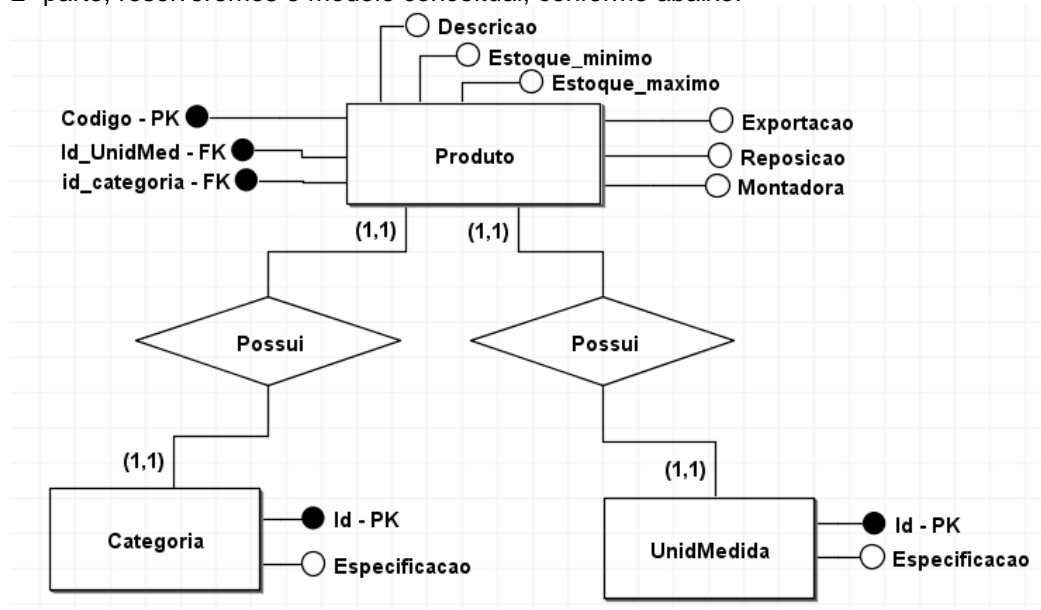 2ª parte, resolveremos o modelo conceitual, conforme abaixo:
Descricao
Estoque_minimo
Estoque_maximo
Codigo - PK
Id_UnidMed - FK
id_categoria - FK
Produto
Exportacao
Reposicao
Montadora
(1,1)
(1,1)
Possui
Possui
(1,1)
(1,1)
Categoria
Id - PK
Especificacao
UnidMedida
Id - PK
Especificacao